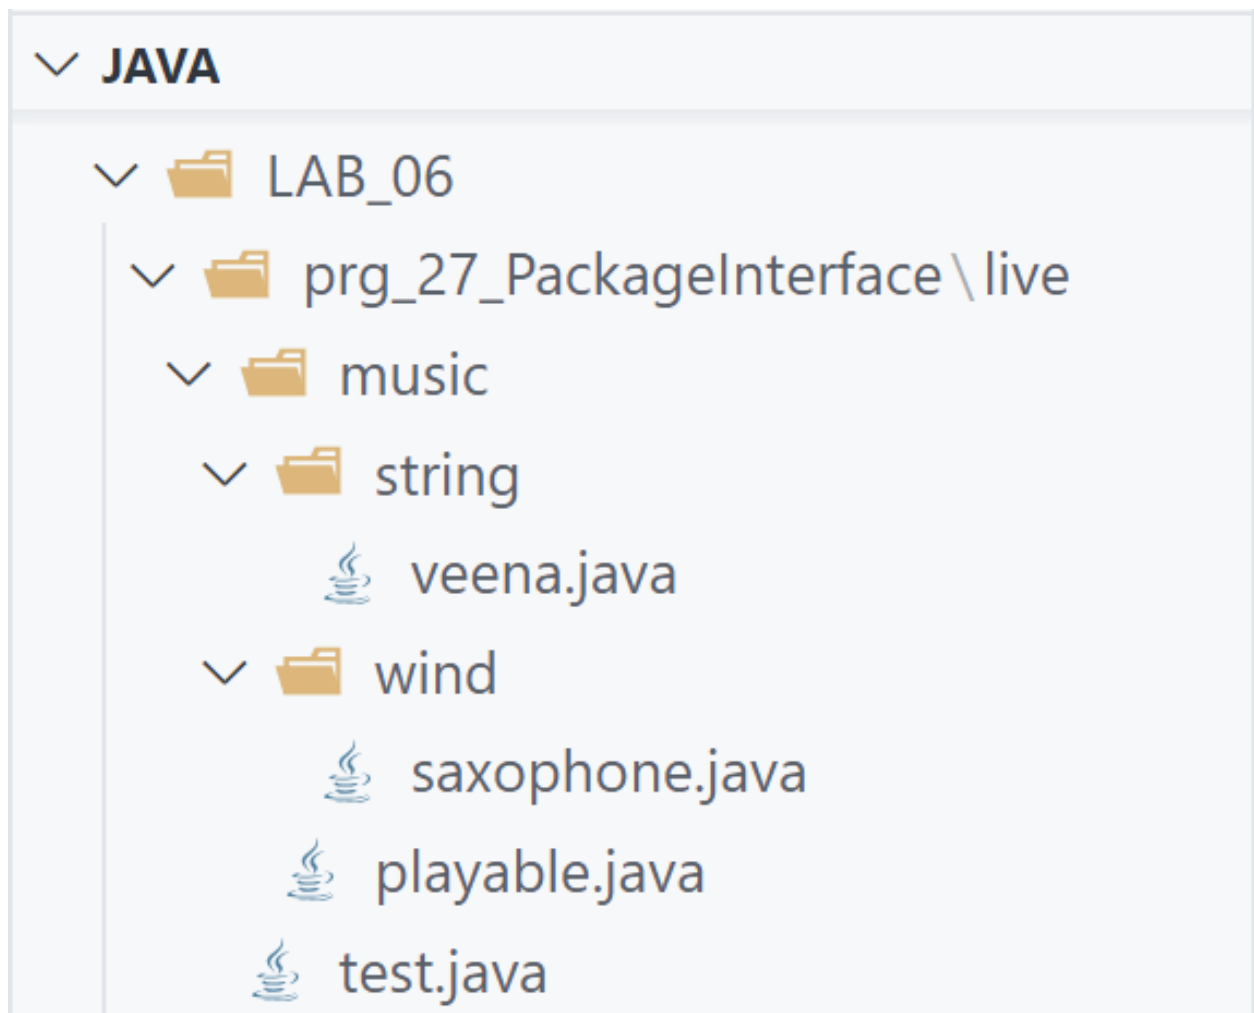 JAVA
LAB_06
prg_27_PackageInterface\live
music
string
veena.java
wind
saxophone.java
playable.java
test.java